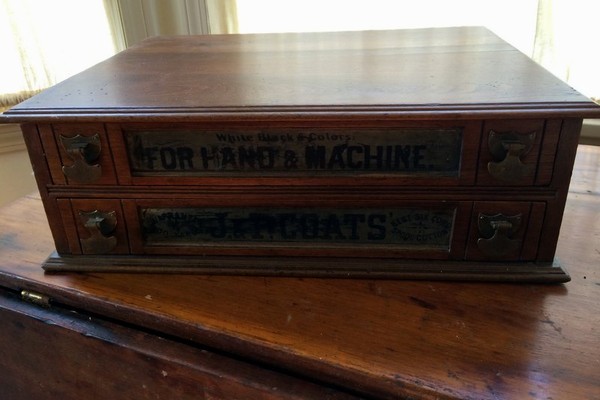 White Black & Colors
FOR HAND & MACHINE.
J.&P. COATS'